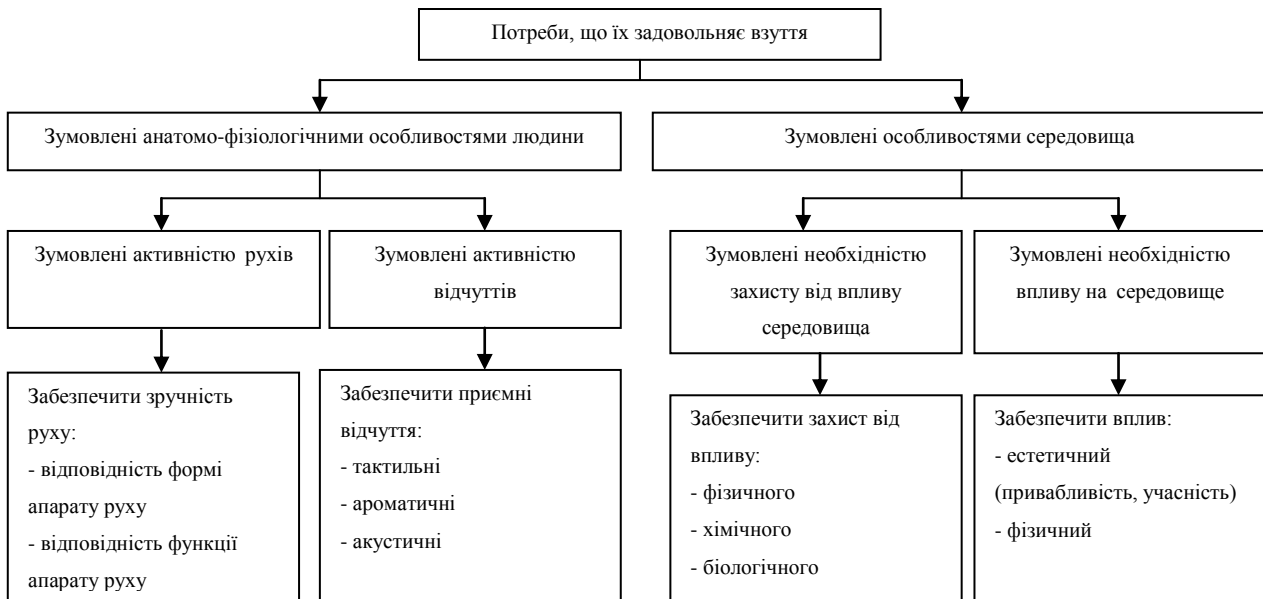 Потреби, що їх задовольняє взуття
Зумовлені анатомо-фізіологічними особливостями людини
Зумовлені особливостями середовища
Зумовлені активністю рухів
Зумовлені активністю
відчуттів
Зумовлені необхідністю
захисту від впливу
середовища
Зумовлені необхідністю
впливу на середовище
Забезпечити зручність
руху:
- відповідність формі
апарату руху
- відповідність функції
апарату руху
Забезпечити приємні
відчуття:
- тактильні
- ароматичні
- акустичні
Забезпечити захист від
впливу:
- фізичного
- хімічного
- біологічного
Забезпечити вплив:
- естетичний
(привабливість, учасність)
- фізичний